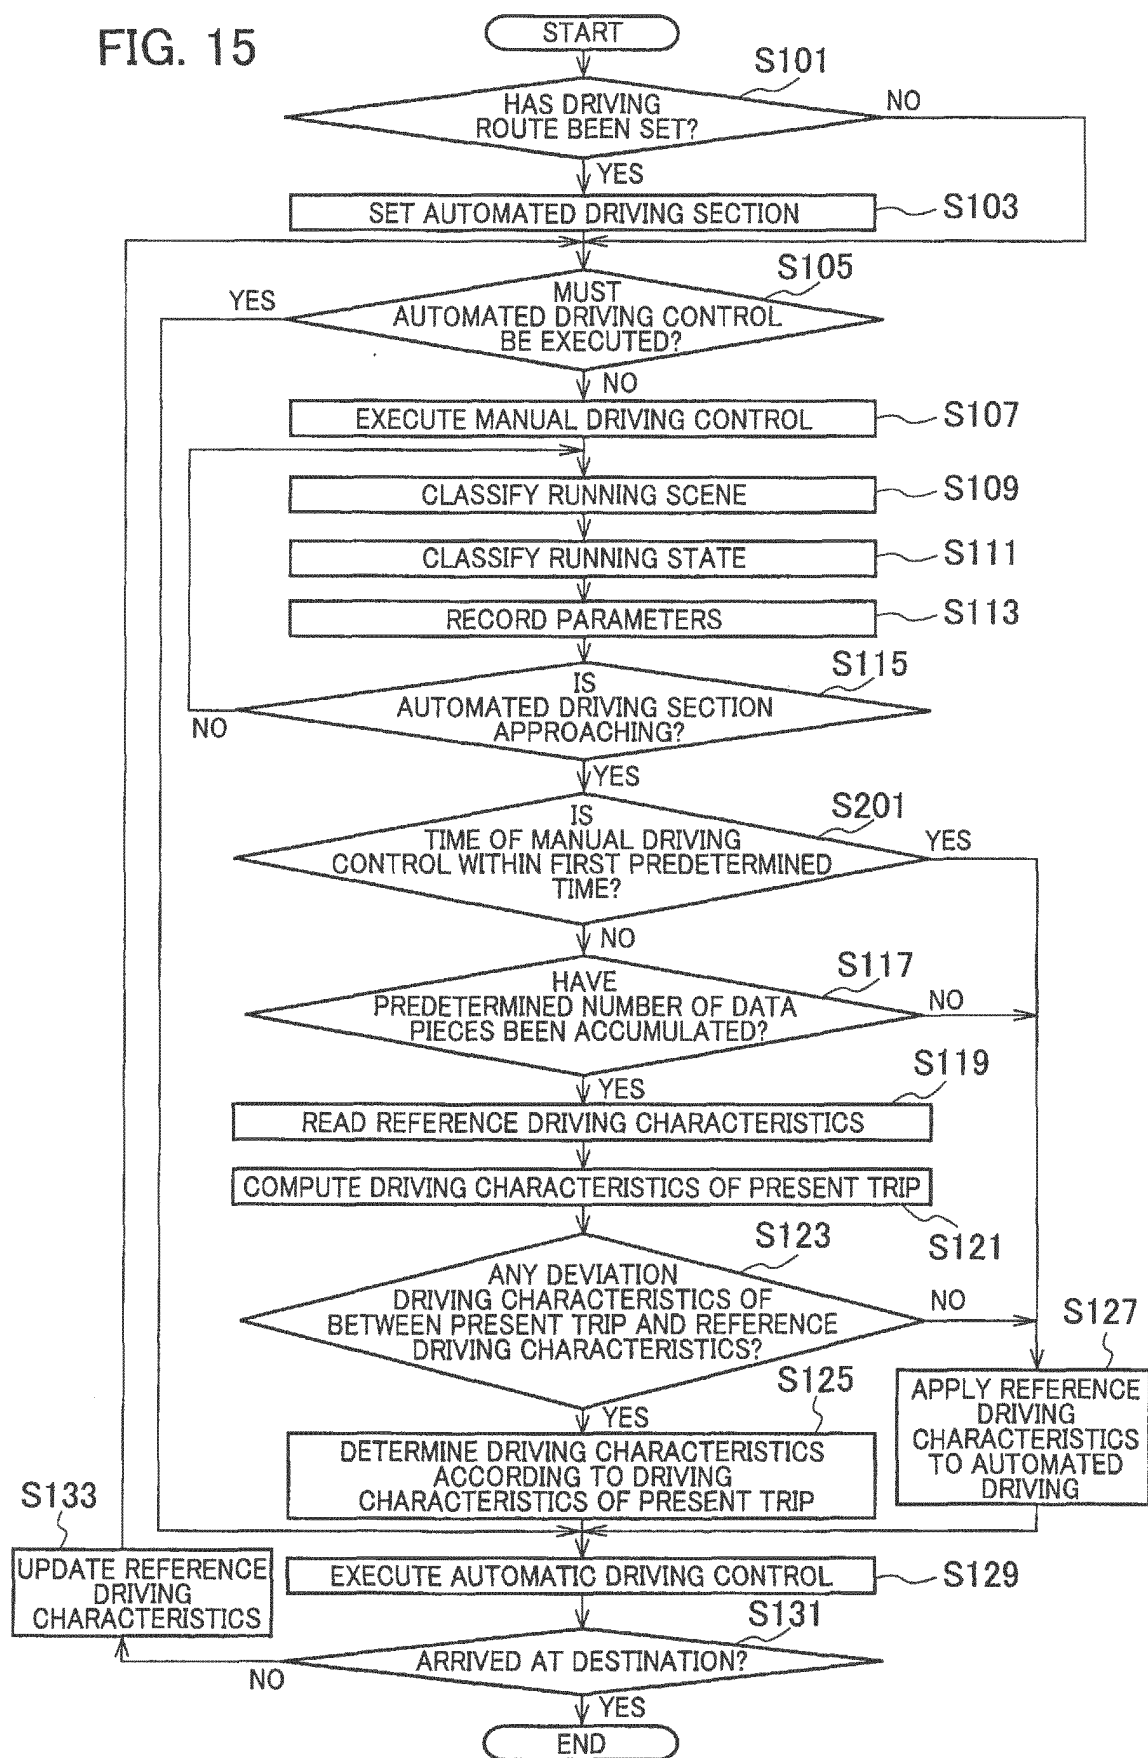 FIG. 15
START
S101
HAS DRIVING
ROUTE BEEN SET?
NO
YES
SET AUTOMATED DRIVING SECTION
S103
S105
YES
MUST
AUTOMATED DRIVING CONTROL
BE EXECUTED?
NO
EXECUTE MANUAL DRIVING CONTROL
S107
CLASSIFY RUNNING SCENE
S109
CLASSIFY RUNNING STATE
S111
RECORD PARAMETERS
S113
S115
IS
AUTOMATED DRIVING SECTION
APPROACHING?
NO
YES
S201
IS
TIME OF MANUAL DRIVING
CONTROL WITHIN FIRST PREDETERMINED
TIME?
YES
NO
S117
HAVE
PREDETERMINED NUMBER OF DATA
PIECES BEEN ACCUMULATED?
NO
YES
S119
READ REFERENCE DRIVING CHARACTERISTICS
COMPUTE DRIVING CHARACTERISTICS OF PRESENT TRIP
S121
S123
ANY DEVIATION
DRIVING CHARACTERISTICS OF
BETWEEN PRESENT TRIP AND REFERENCE
DRIVING CHARACTERISTICS?
NO
S127
YES
S125
APPLY REFERENCE
DRIVING
CHARACTERISTICS
TO AUTOMATED
DRIVING
DETERMINE DRIVING CHARACTERISTICS
ACCORDING TO DRIVING
CHARACTERISTICS OF PRESENT TRIP
S133
UPDATE REFERENCE
DRIVING
CHARACTERISTICS
EXECUTE AUTOMATIC DRIVING CONTROL
S129
S131
ARRIVED AT DESTINATION?
NO
YES
END